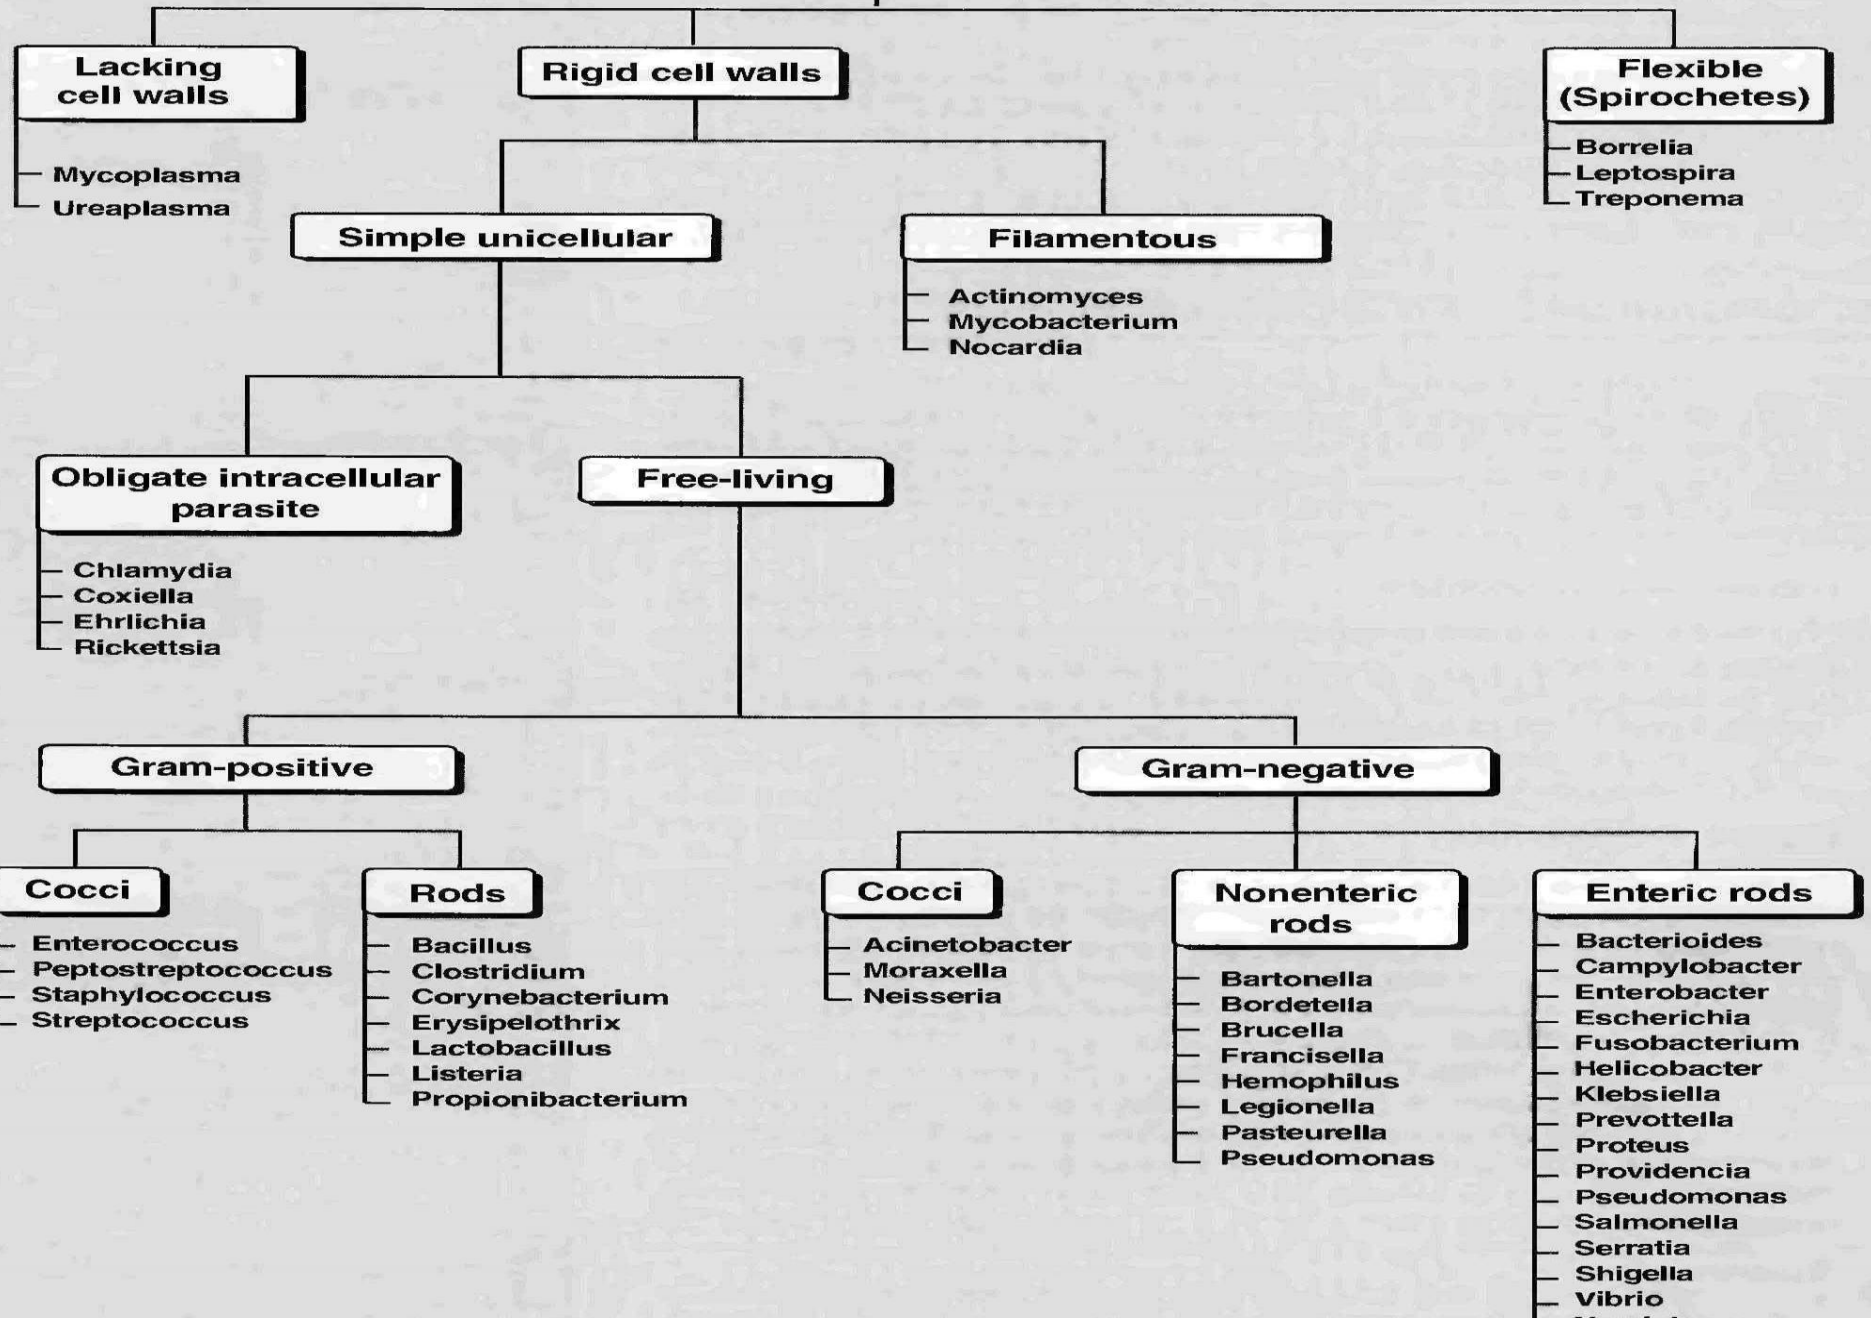 Lacking
cell walls
Mycoplasma
Ureaplasma
Rigid cell walls
Flexible
(Spirochetes)
Borrelia
Leptospira
Treponema
Simple unicellular
Filamentous
Actinomyces
Mycobacterium
Nocardia
Obligate intracellular
parasite
Chlamydia
Coxiella
Ehrlichia
Rickettsia
Free-living
Gram-positive
Gram-negative
Cocci
Enterococcus
Peptostreptococcus
Staphylococcus
Streptococcus
Rods
Bacillus
Clostridium
Corynebacterium
Erysipelothrix
Lactobacillus
Listeria
Propionibacterium
Cocci
Acinetobacter
Moraxella
Neisseria
Nonenteric
rods
Bartonella
Bordetella
Brucella
Francisella
Hemophilus
Legionella
Pasteurella
Pseudomonas
Enteric rods
Bacterioides
Campylobacter
Enterobacter
Escherichia
Fusobacterium
Helicobacter
Klebsiella
Prevottella
Proteus
Providencia
Pseudomonas
Salmonella
Serratia
Shigella
Vibrio